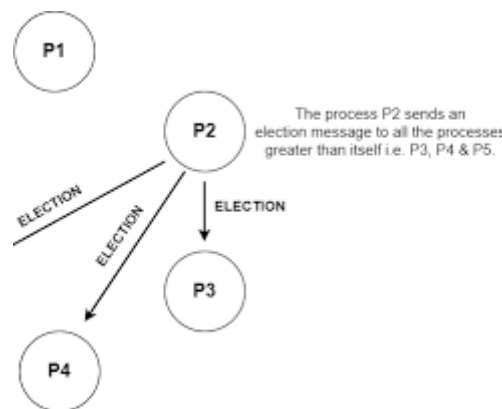 P1
P2
The process P2 sends an
election message to all the processes
greater than itself i.e. P3, P4 & P5.
ELECTION
ELECTION
ELECTION
P3
P4